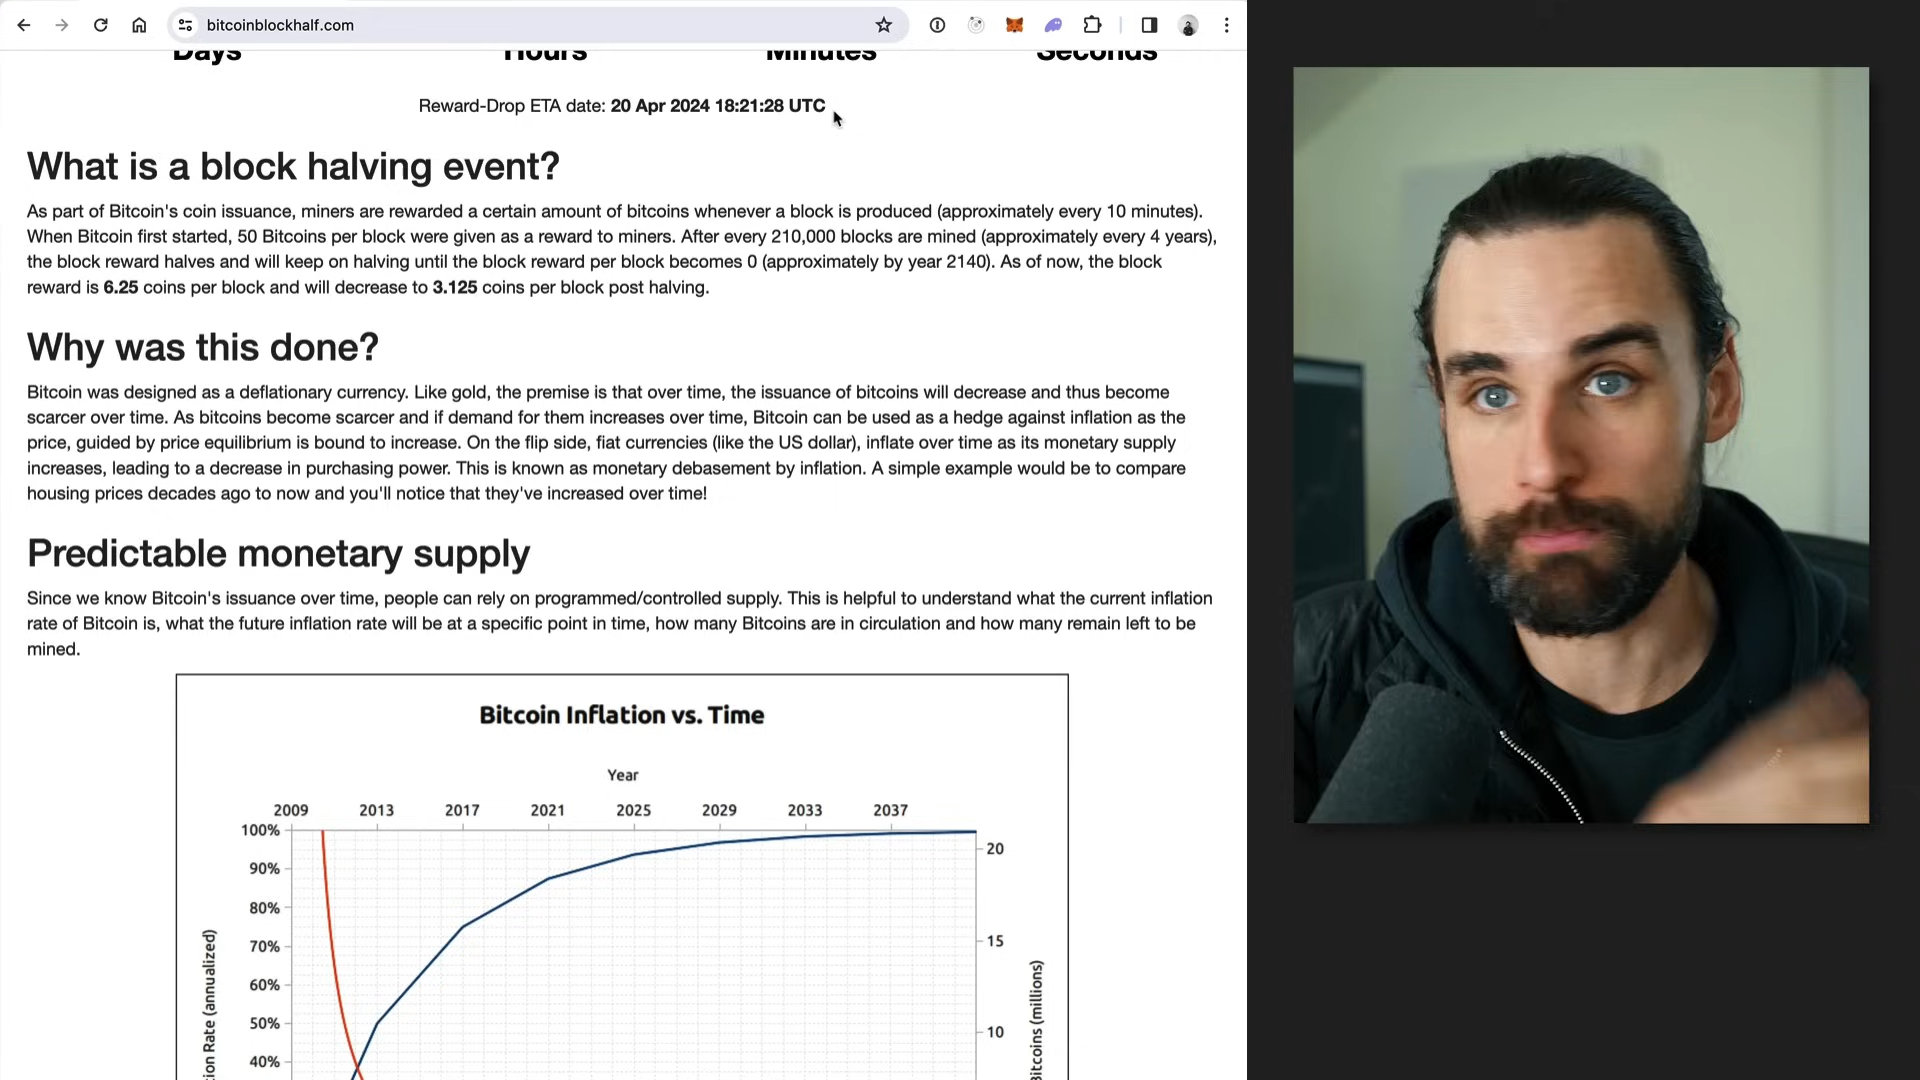 bitcoinblockhalf.com
Days Hours Minutes Seconds
Reward-Drop ETA date: 20 Apr 2024 18:21:28 UTC
What is a block halving event?
As part of Bitcoin's coin issuance, miners are rewarded a certain amount of bitcoins whenever a block is produced (approximately every 10 minutes).
When Bitcoin first started, 50 Bitcoins per block were given as a reward to miners. After every 210,000 blocks are mined (approximately every 4 years),
the block reward halves and will keep on halving until the block reward per block becomes 0 (approximately by year 2140). As of now, the block
reward is 6.25 coins per block and will decrease to 3.125 coins per block post halving.
Why was this done?
Bitcoin was designed as a deflationary currency. Like gold, the premise is that over time, the issuance of bitcoins will decrease and thus become
scarcer over time. As bitcoins become scarcer and if demand for them increases over time, Bitcoin can be used as a hedge against inflation as the
price, guided by price equilibrium is bound to increase. On the flip side, fiat currencies (like the US dollar), inflate over time as its monetary supply
increases, leading to a decrease in purchasing power. This is known as monetary debasement by inflation. A simple example would be to compare
housing prices decades ago to now and you'll notice that they've increased over time!
Predictable monetary supply
Since we know Bitcoin's issuance over time, people can rely on programmed/controlled supply. This is helpful to understand what the current inflation
rate of Bitcoin is, what the future inflation rate will be at a specific point in time, how many Bitcoins are in circulation and how many remain left to be
mined.
Bitcoin Inflation vs. Time
Year
2009 2013 2017 2021 2025 2029 2033 2037
100%
20
90%
80%
70%
15
60%
50%
10
40%
Rate (annualized)
(millions)